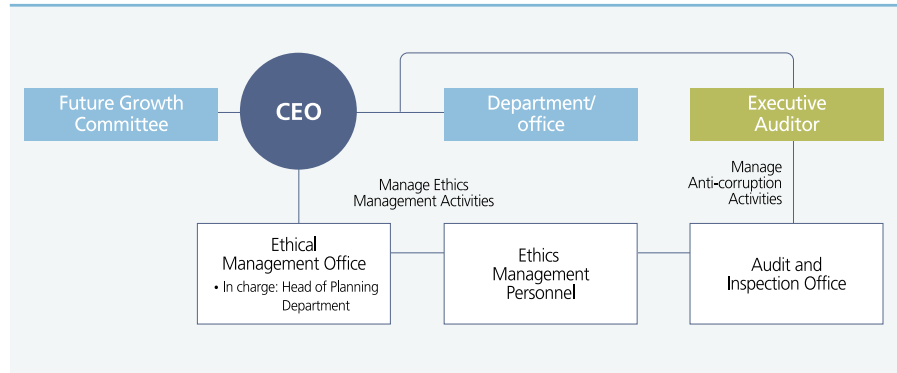 Future Growth
Committee
CEO
Department/
office
Executive
Auditor
Manage Ethics
Management Activities
Manage
Anti-corruption
Activities
Ethical
Management Office
• In charge: Head of Planning
Department
Ethics
Management
Personnel
Audit and
Inspection Office